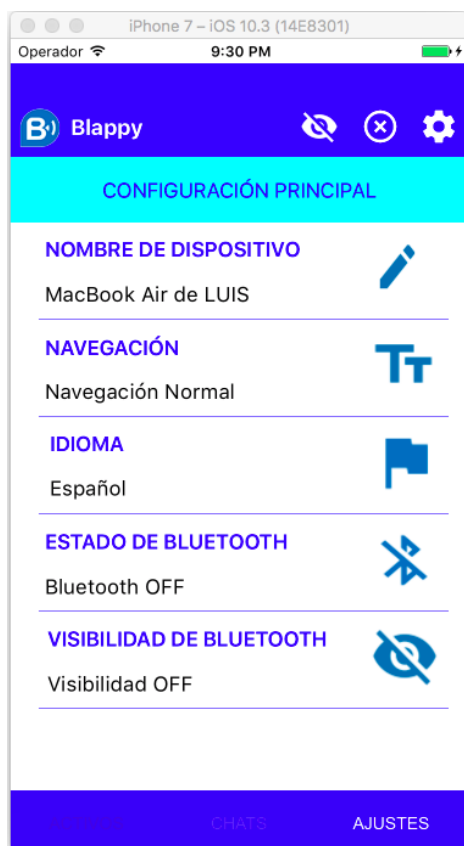 iPhone 7 – iOS 10.3 (14E8301)
Operador 9:30 PM
B Blappy
CONFIGURACIÓN PRINCIPAL
NOMBRE DE DISPOSITIVO
MacBook Air de LUIS
NAVEGACIÓN
Tт
Navegación Normal
IDIOMA
Español
ESTADO DE BLUETOOTH
Bluetooth OFF
VISIBILIDAD DE BLUETOOTH
Visibilidad OFF
CHATS AJUSTES